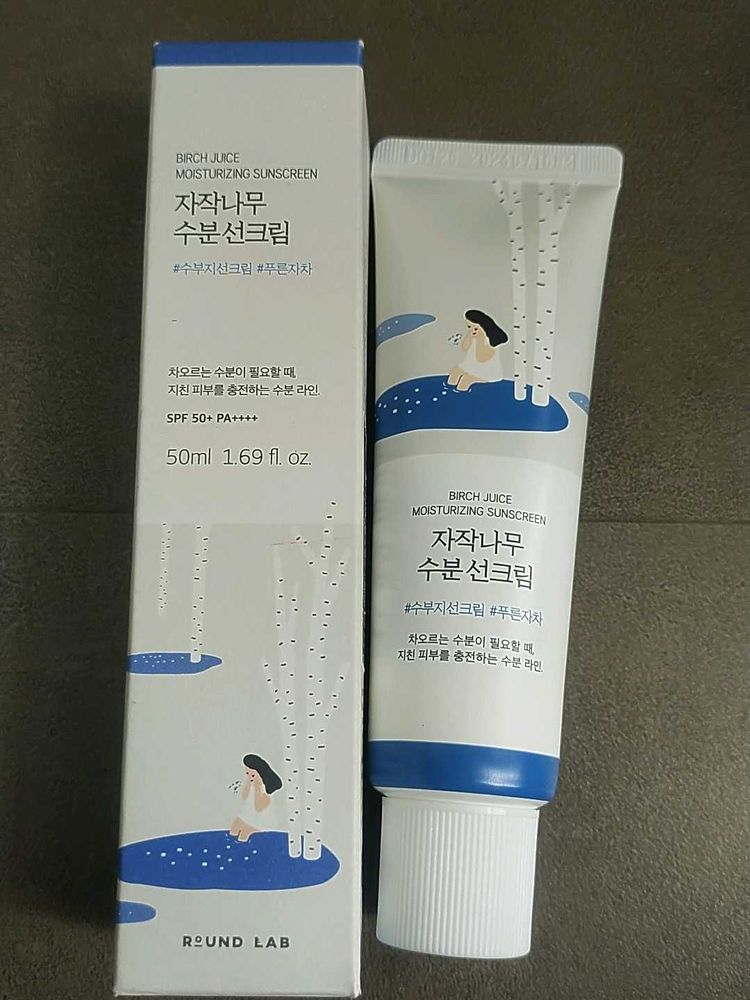 BIRCH JUICE
MOISTURIZING SUNSCREEN
자작나무
수분 선크림
#수부지선크림 #푸른자차
차오르는 수분이 필요할 때,
지친 피부를 충전하는 수분 라인.
SPF 50+ PA++++
50ml 1.69 fl. oz.
ROUND LAB
BIRCH JUICE
MOISTURIZING SUNSCREEN
자작나무
수분 선크림
#수부지선크림 #푸른자차
차오르는 수분이 필요할 때,
지친 피부를 충전하는 수분 라인.